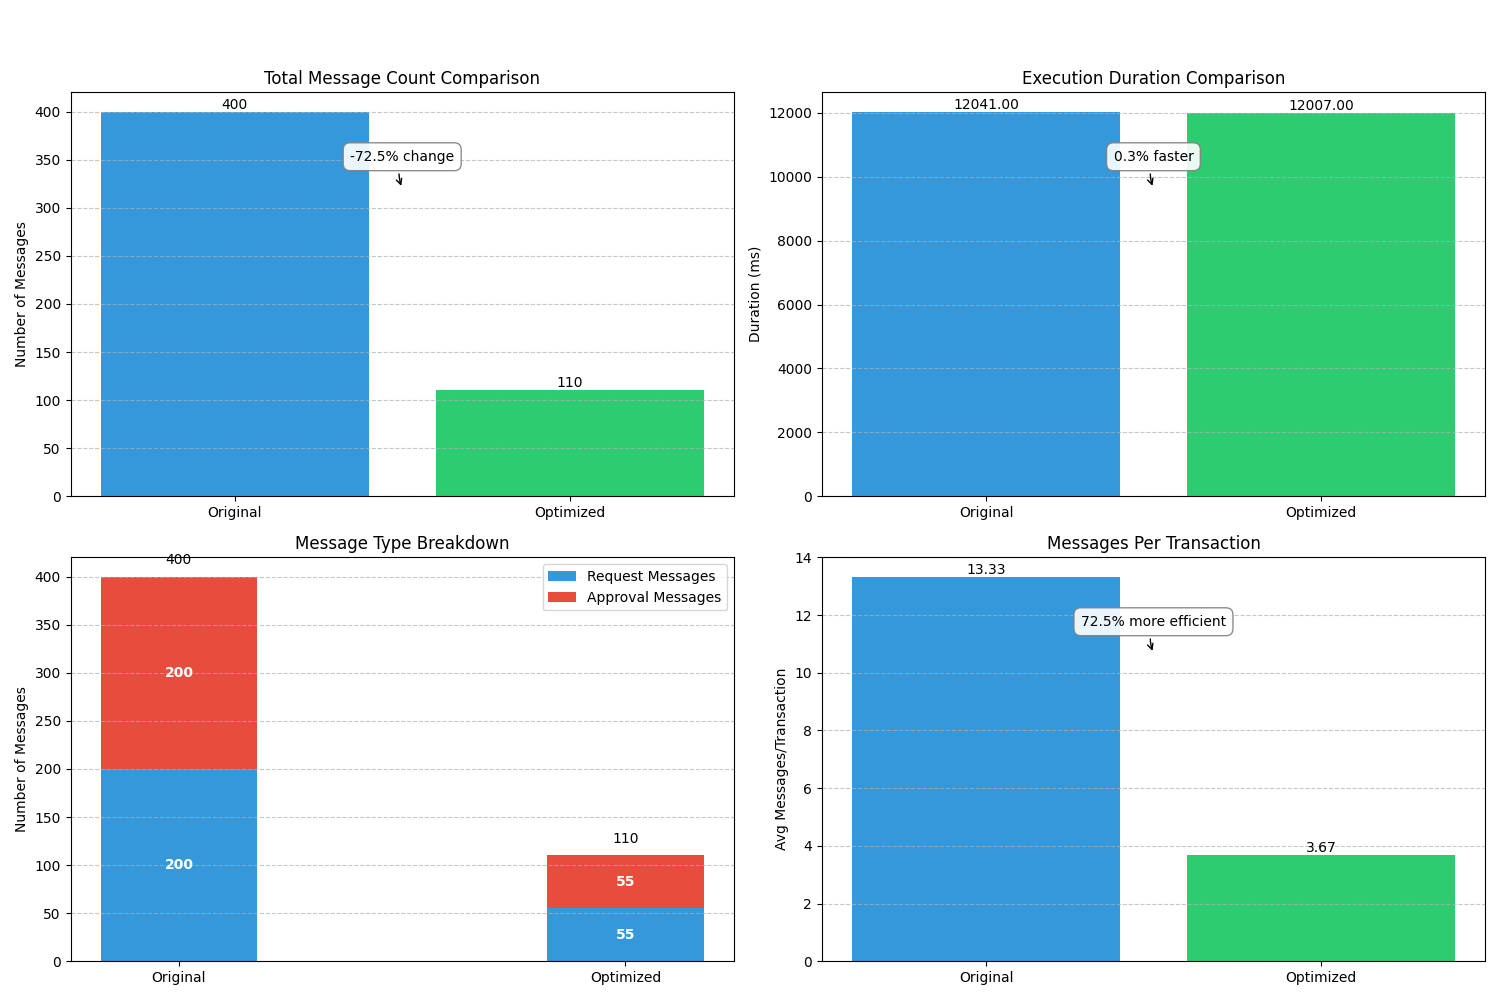 Total Message Count Comparison
Number of Messages
400
350
300
250
200
150
100
50
0
400
-72.5% change
110
Original
Optimized
Execution Duration Comparison
Duration (ms)
12000
10000
8000
6000
4000
2000
0
12041.00
12007.00
0.3% faster
Original
Optimized
Message Type Breakdown
Number of Messages
400
350
300
250
200
150
100
50
0
400
Request Messages
Approval Messages
200
200
110
55
55
Original
Optimized
Messages Per Transaction
Avg Messages/Transaction
14
12
10
8
6
4
2
0
13.33
72.5% more efficient
3.67
Original
Optimized